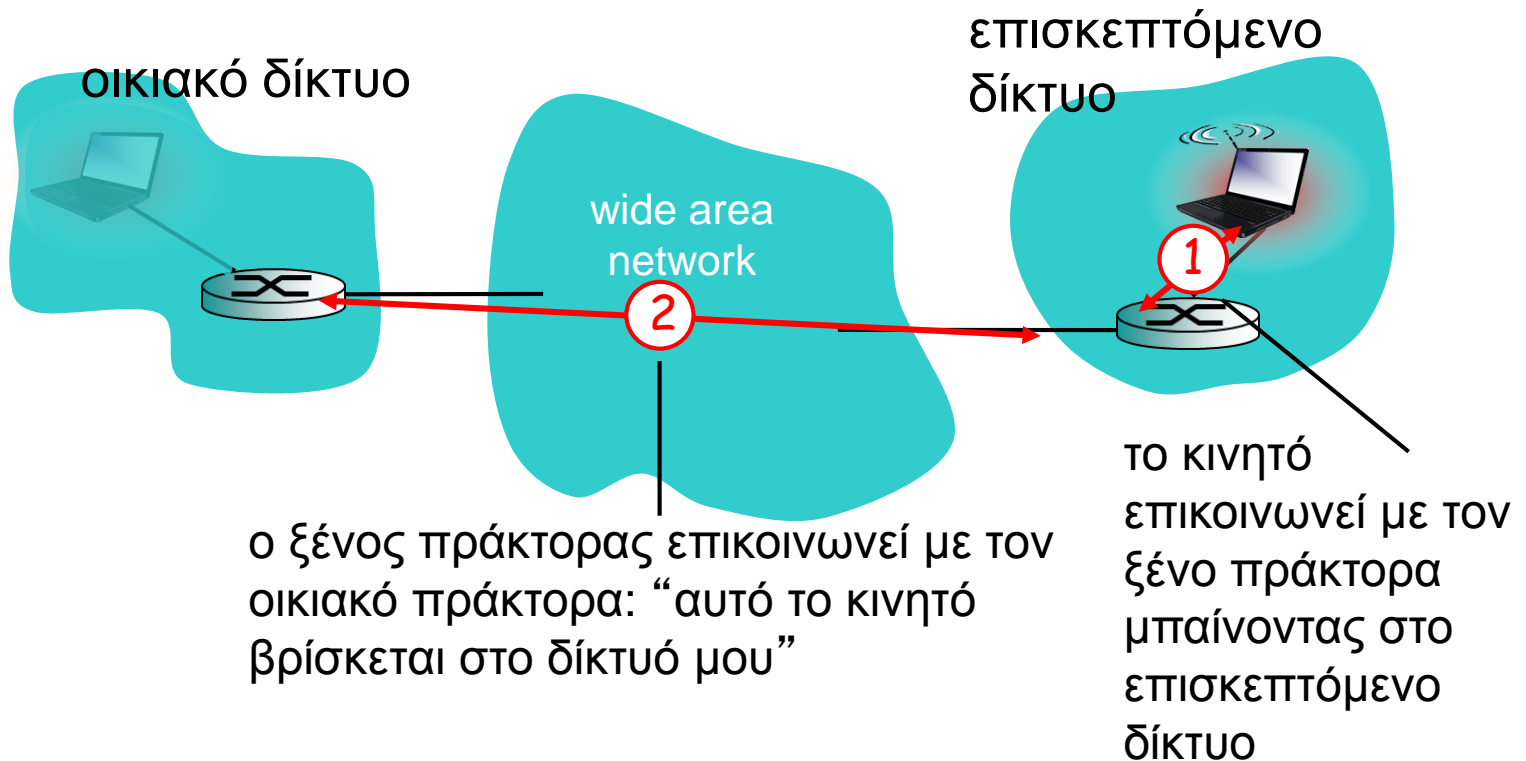 οικιακό δίκτυο
επισκεπτόμενο
δίκτυο
wide area
network
1
2
ο ξένος πράκτορας επικοινωνεί με τον
οικιακό πράκτορα: “αυτό το κινητό
βρίσκεται στο δίκτυό μου”
το κινητό
επικοινωνεί με τον
ξένο πράκτορα
μπαίνοντας στο
επισκεπτόμενο
δίκτυο